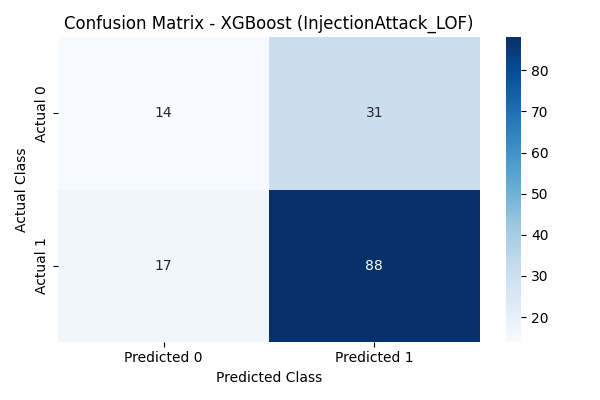 Confusion Matrix - XGBoost (InjectionAttack_LOF)
Actual Class
Actual 0
14
31
Actual 1
17
88
Predicted 0
Predicted 1
Predicted Class
80
70
60
50
40
30
20